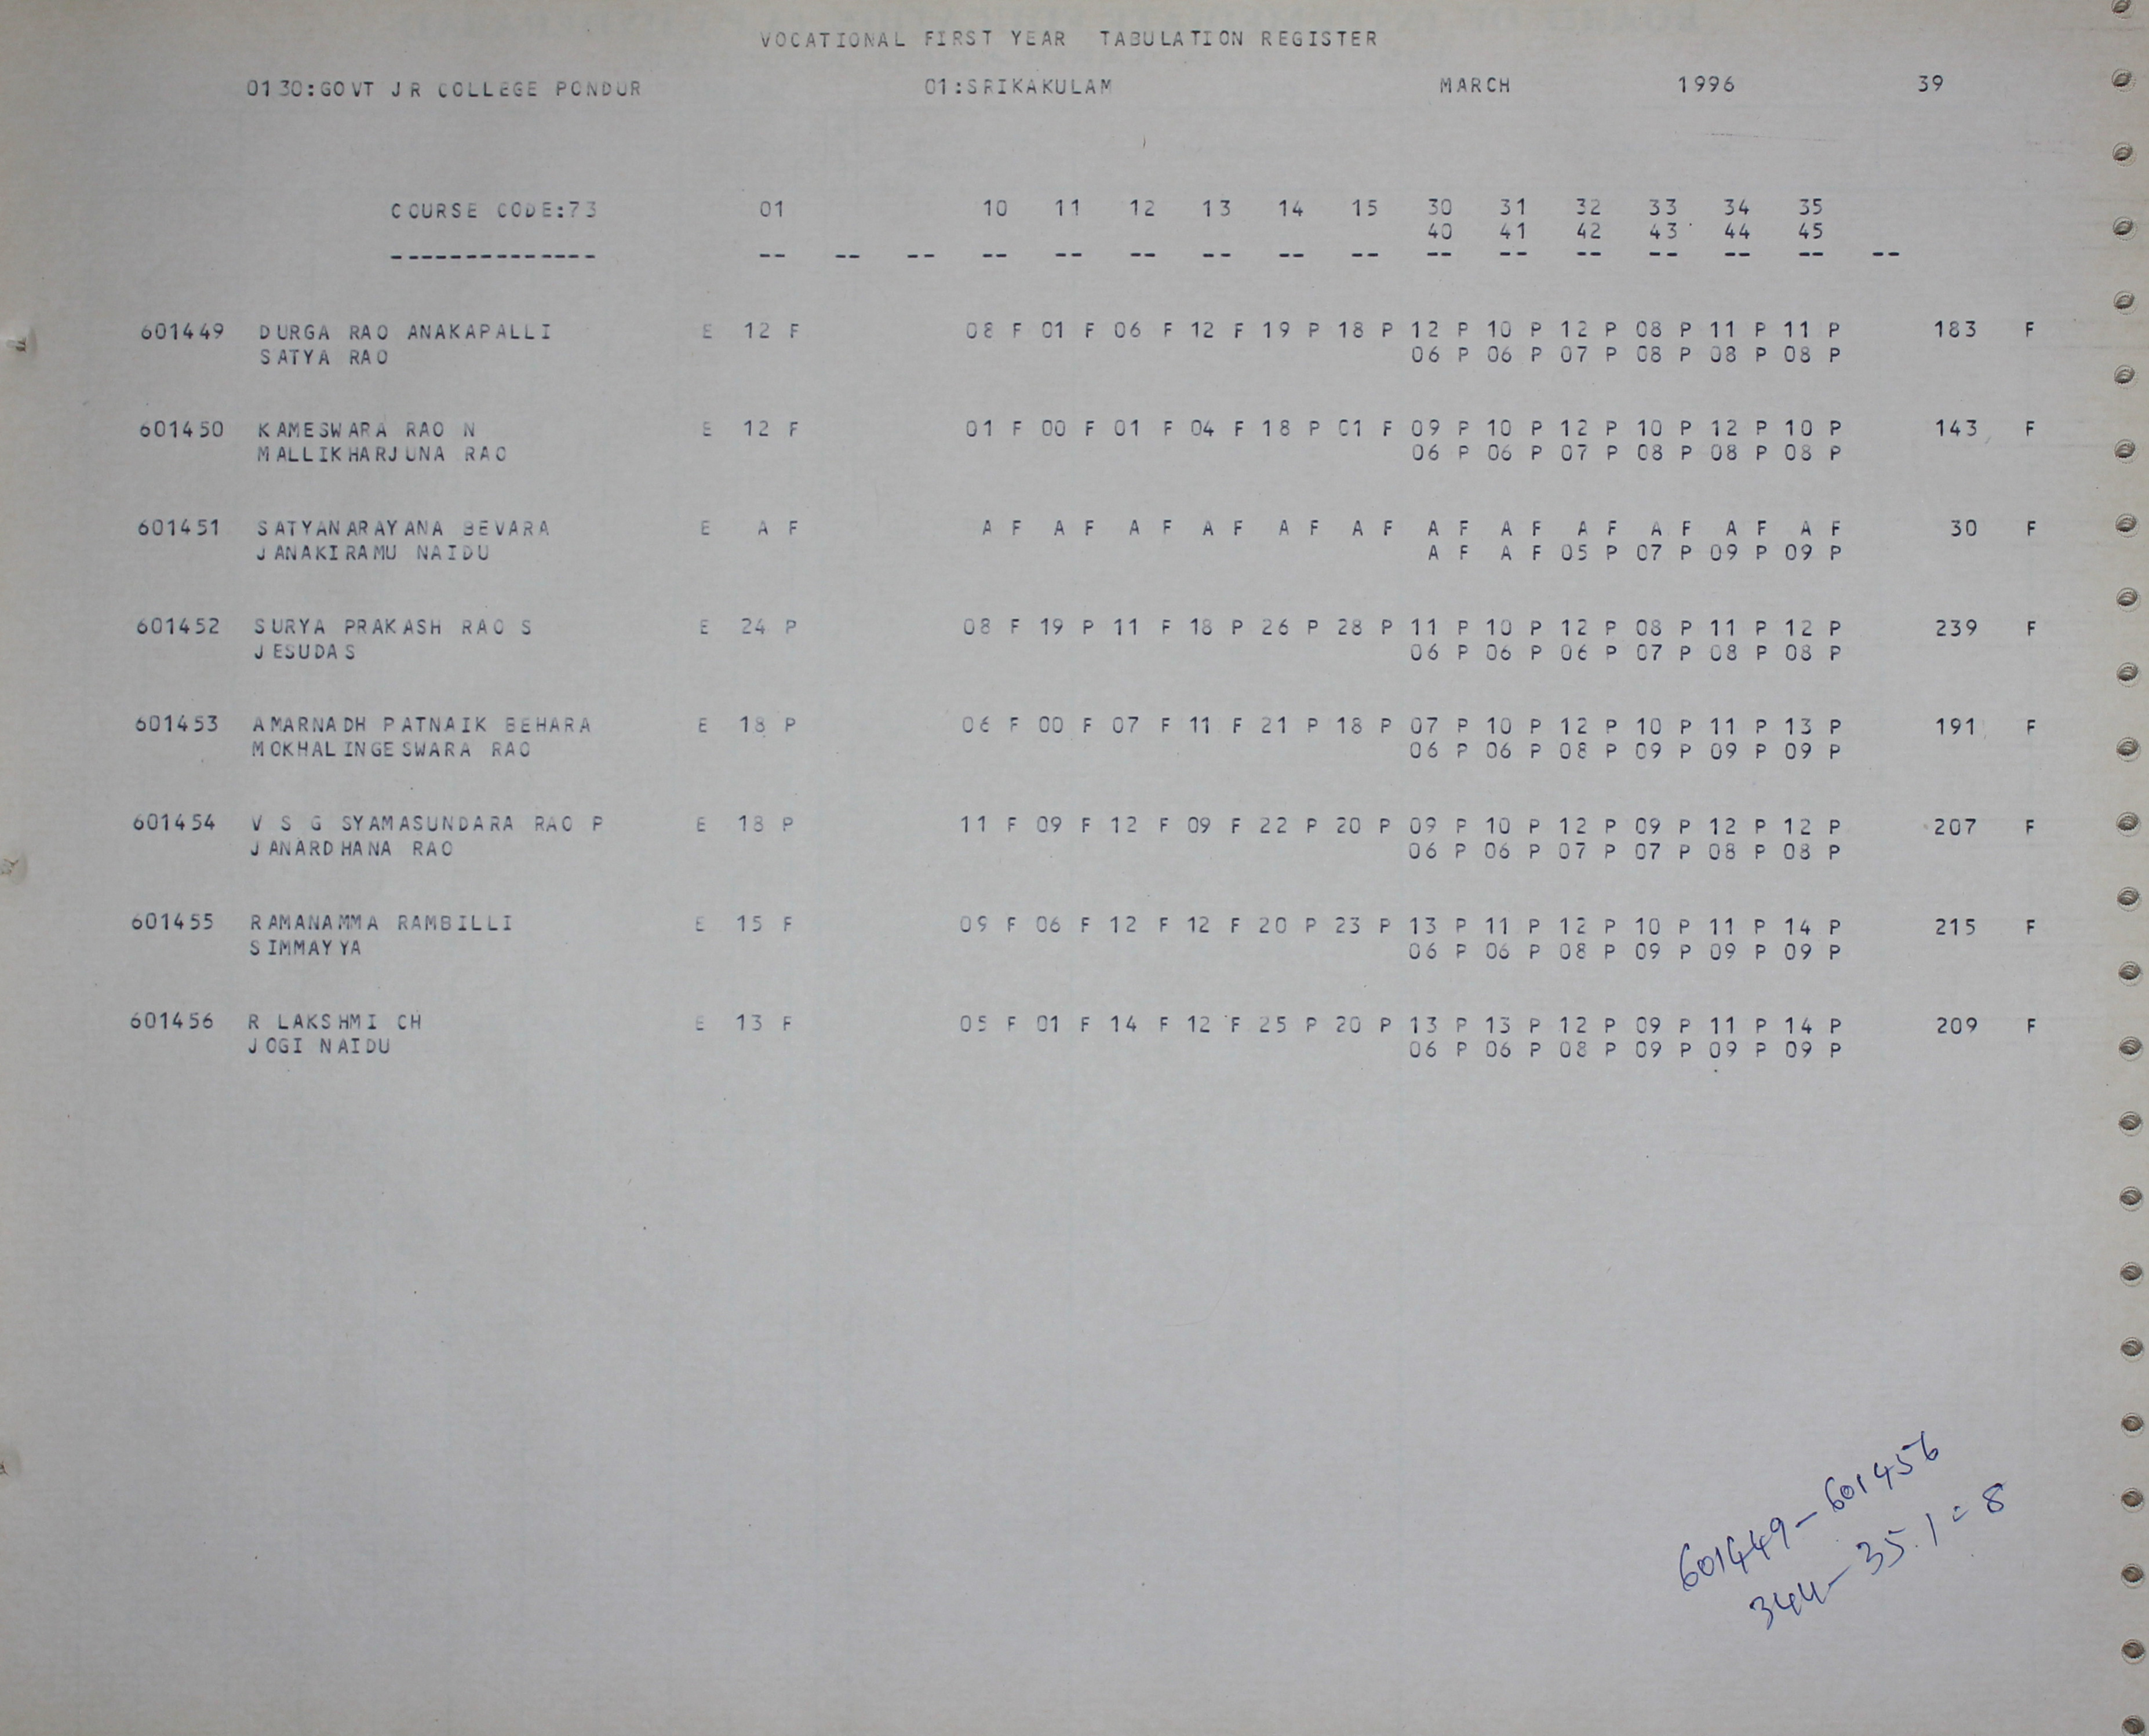 VOCATIONAL FIRST YEAR TABULATION REGISTER
0130:GOVT JR COLLEGE PONDUR 01:SRIKAKULAM MARCH 1996 39
COURSE CODE:73 01 10 11 12 13 14 15 30 31 32 33 34 35
40 41 42 43 44 45
-------------- -- -- -- -- -- -- -- -- -- -- -- -- -- -- -- --
601449 DURGA RAO ANAKAPALLI E 12 F 08 F 01 F 06 F 12 F 19 P 18 P 12 P 10 P 12 P 08 P 11 P 11 P 183 F
SATYA RAO 06 P 06 P 07 P 08 P 08 P 08 P
601450 KAMESWARA RAO N E 12 F 01 F 00 F 01 F 04 F 18 P 01 F 09 P 10 P 12 P 10 P 12 P 10 P 143 F
MALLIKHARJUNA RAO 06 P 06 P 07 P 08 P 08 P 08 P
601451 SATYANARAYANA BEVARA E A F A F A F A F A F A F A F A F A F A F A F A F A F 30 F
JANAKIRAMU NAIDU A F A F 05 P 07 P 09 P 09 P
601452 SURYA PRAKASH RAO S E 24 P 08 F 19 P 11 F 18 P 26 P 28 P 11 P 10 P 12 P 08 P 11 P 12 P 239 F
JESUDAS 06 P 06 P 06 P 07 P 08 P 08 P
601453 AMARNADH PATNAIK BEHARA E 18 P 06 F 00 F 07 F 11 F 21 P 18 P 07 P 10 P 12 P 10 P 11 P 13 P 191 F
MOKHALINGESWARA RAO 06 P 06 P 08 P 09 P 09 P 09 P
601454 V S G SYAMASUNDARA RAO P E 18 P 11 F 09 F 12 F 09 F 22 P 20 P 09 P 10 P 12 P 09 P 12 P 12 P 207 F
JANARDHANA RAO 06 P 06 P 07 P 07 P 08 P 08 P
601455 RAMANAMMA RAMBILLI E 15 F 09 F 06 F 12 F 12 F 20 P 23 P 13 P 11 P 12 P 10 P 11 P 14 P 215 F
SIMMAYYA 06 P 06 P 08 P 09 P 09 P 09 P
601456 R LAKSHMI CH E 13 F 05 F 01 F 14 F 12 F 25 P 20 P 13 P 13 P 12 P 09 P 11 P 14 P 209 F
JOGI NAIDU 06 P 06 P 08 P 09 P 09 P 09 P
601449-601456
344-351=8